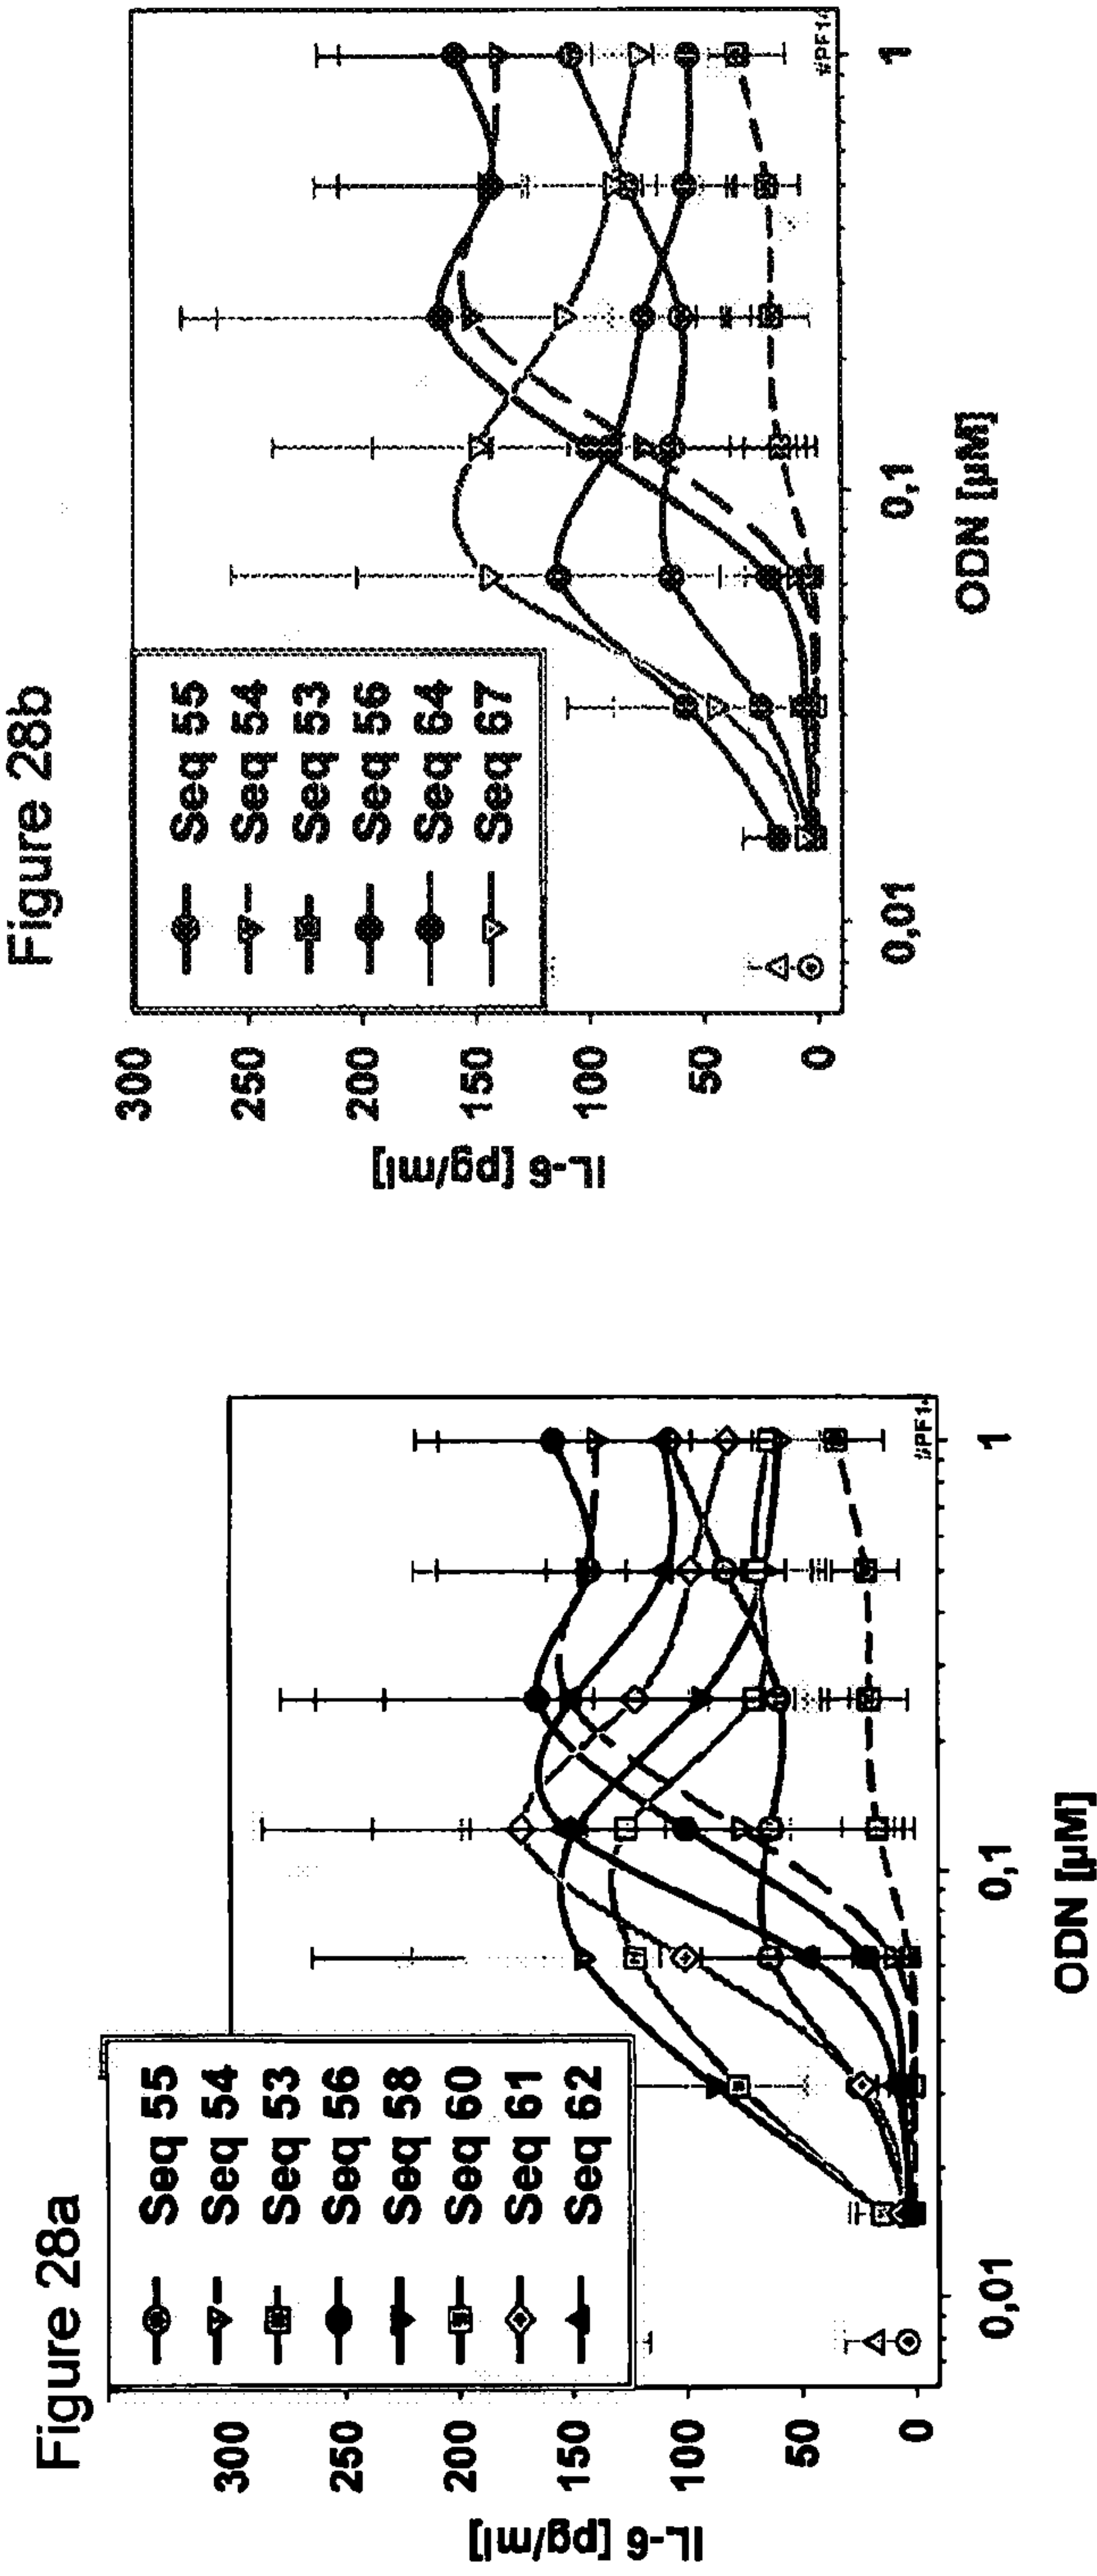 Figure 28a
Seq 55
Seq 54
Seq 53
Seq 56
Seq 58
Seq 60
Seq 61
Seq 62
300
250
200
150
100
50
0
IL-6 [pg/ml]
0,01
0,1
1
ODN [µM]
#PF1
Figure 28b
Seq 55
Seq 54
Seq 53
Seq 56
Seq 64
Seq 67
300
250
200
150
100
50
0
IL-6 [pg/ml]
0,01
0,1
1
ODN [µM]
#PF1